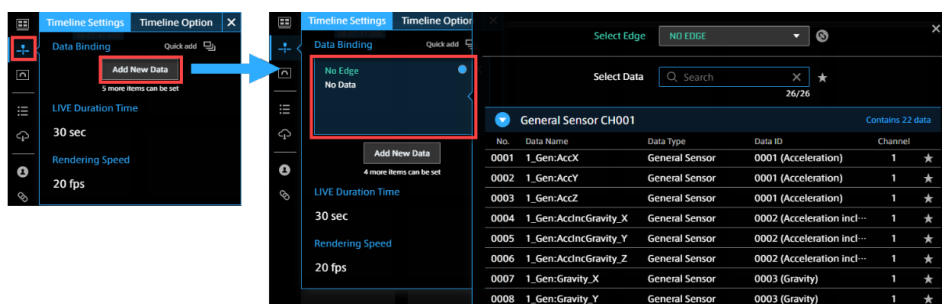 Timeline Settings Timeline Option ✕
Data Binding Quick add
Add New Data
5 more items can be set
LIVE Duration Time
30 sec
Rendering Speed
20 fps
Timeline Settings Timeline Option
Data Binding Quick add
No Edge
No Data
Add New Data
4 more items can be set
LIVE Duration Time
30 sec
Rendering Speed
20 fps
Select Edge NO EDGE
Select Data Search ✕ ★
26/26
General Sensor CH001 Contains 22 data
No. Data Name Data Type Data ID Channel
0001 1_Gen:AccX General Sensor 0001 (Acceleration) 1 ★
0002 1_Gen:AccY General Sensor 0001 (Acceleration) 1 ★
0003 1_Gen:AccZ General Sensor 0001 (Acceleration) 1 ★
0004 1_Gen:AccIncGravity_X General Sensor 0002 (Acceleration incl··· 1 ★
0005 1_Gen:AccIncGravity_Y General Sensor 0002 (Acceleration incl··· 1 ★
0006 1_Gen:AccIncGravity_Z General Sensor 0002 (Acceleration incl··· 1 ★
0007 1_Gen:Gravity_X General Sensor 0003 (Gravity) 1 ★
0008 1_Gen:Gravity_Y General Sensor 0003 (Gravity) 1 ★